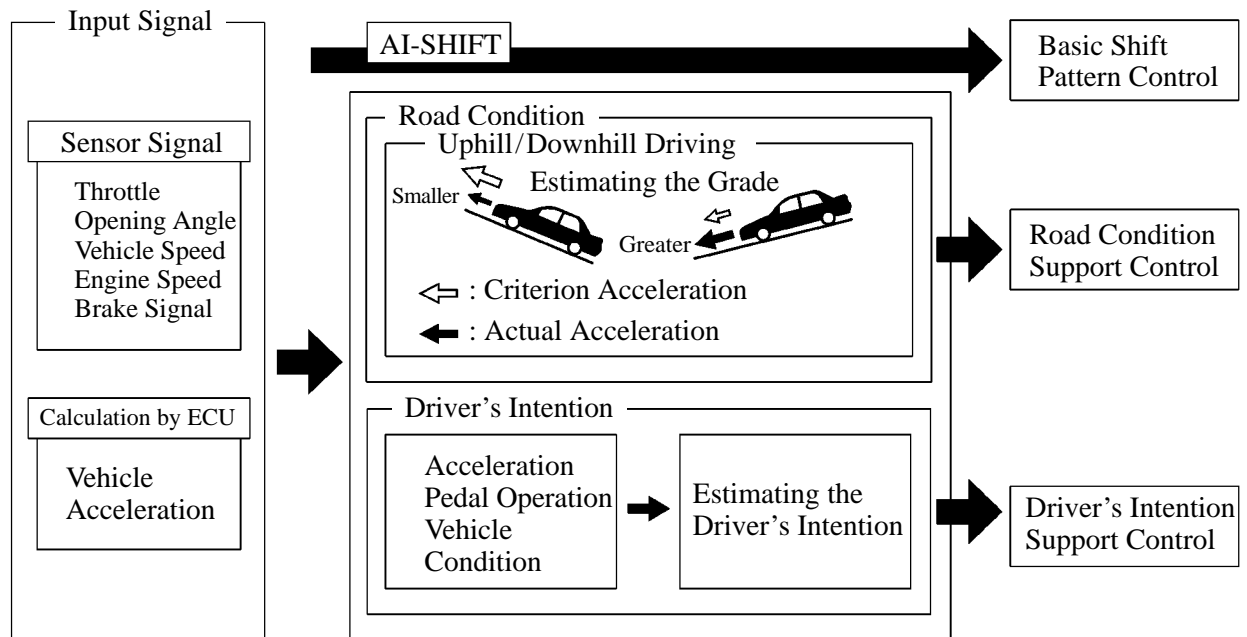 Input Signal
Sensor Signal
Throttle
Opening Angle
Vehicle Speed
Engine Speed
Brake Signal
Calculation by ECU
Vehicle
Acceleration
AI-SHIFT
Road Condition
Uphill/Downhill Driving
Estimating the Grade
Smaller
Greater
: Criterion Acceleration
: Actual Acceleration
Driver's Intention
Acceleration
Pedal Operation
Vehicle
Condition
Estimating the
Driver's Intention
Basic Shift
Pattern Control
Road Condition
Support Control
Driver's Intention
Support Control